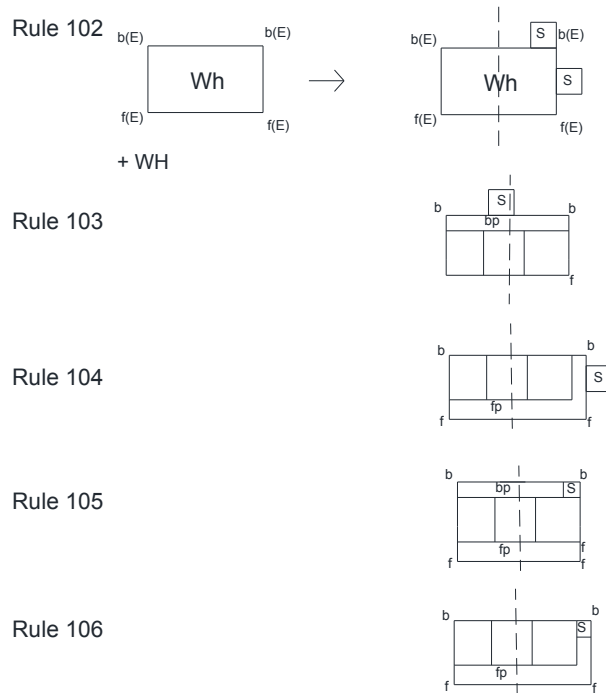 Rule 102
b(E) b(E)
Wh
f(E) f(E)
b(E) S b(E)
Wh S
f(E) f(E)
+ WH
Rule 103
S
b b
bp
f
Rule 104
b b
S
fp
f f
Rule 105
b b
bp S
f
fp
f f
Rule 106
b b
S
fp
f f